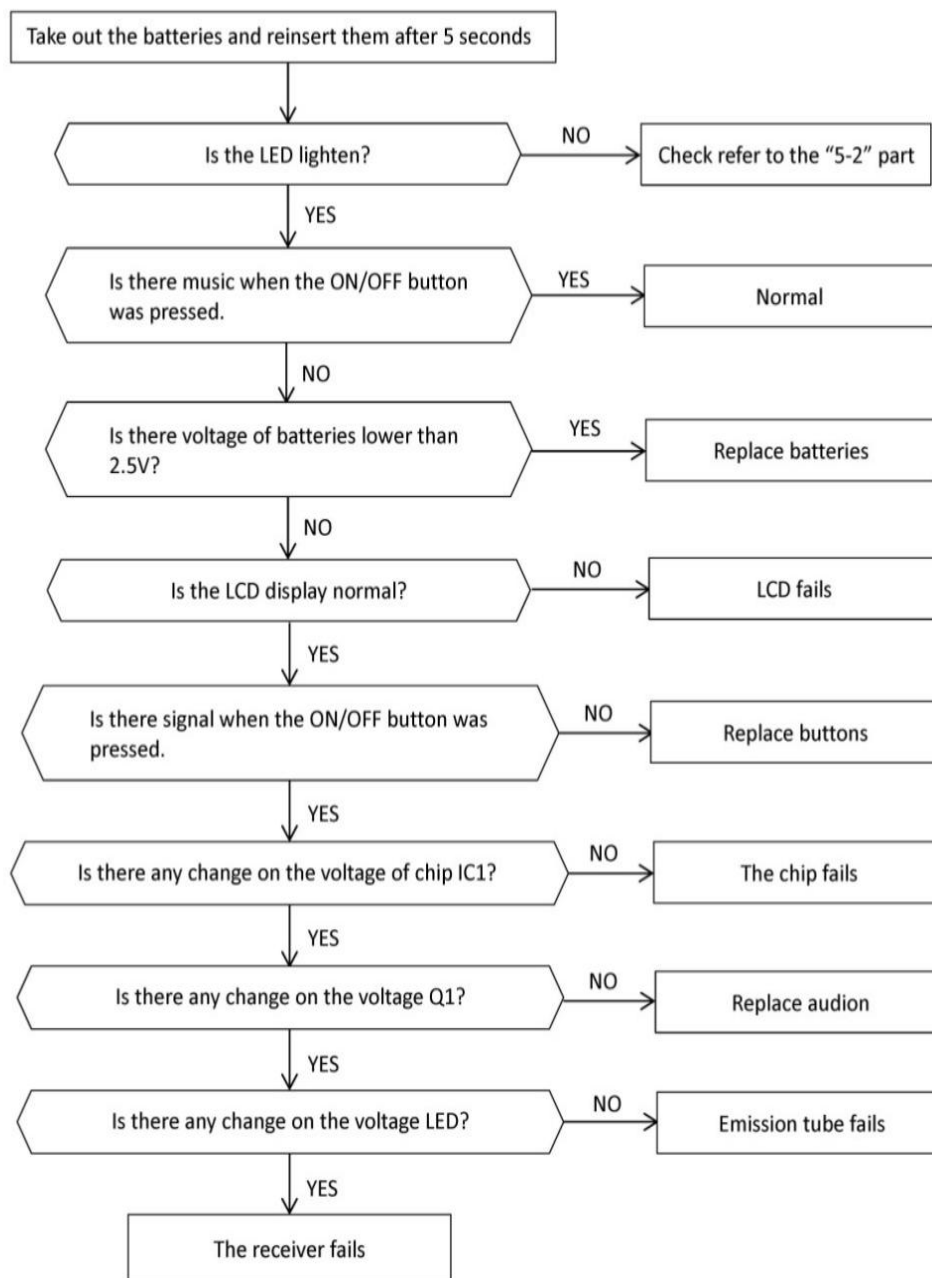 Take out the batteries and reinsert them after 5 seconds
Is the LED lighten?
NO
Check refer to the “5-2” part
YES
Is there music when the ON/OFF button
was pressed.
YES
Normal
NO
Is there voltage of batteries lower than
2.5V?
YES
Replace batteries
NO
Is the LCD display normal?
NO
LCD fails
YES
Is there signal when the ON/OFF button was
pressed.
NO
Replace buttons
YES
Is there any change on the voltage of chip IC1?
NO
The chip fails
YES
Is there any change on the voltage Q1?
NO
Replace audion
YES
Is there any change on the voltage LED?
NO
Emission tube fails
YES
The receiver fails